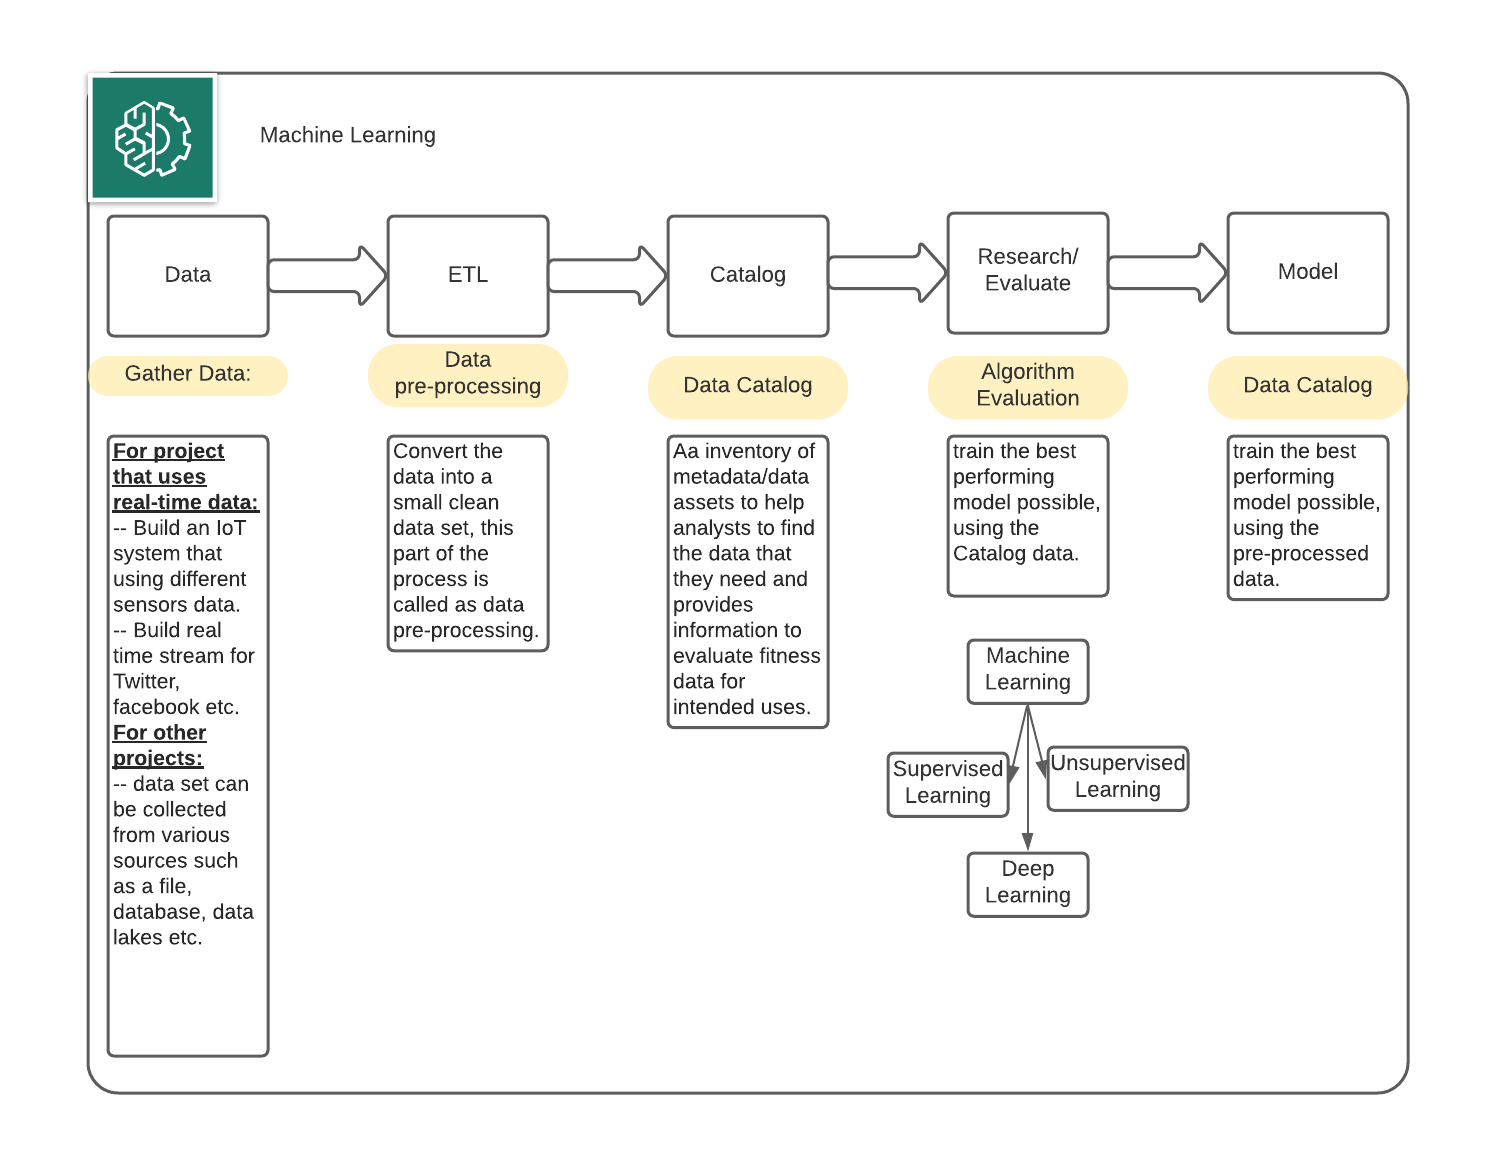 Machine Learning
Data
ETL
Catalog
Research/
Evaluate
Model
Gather Data:
Data
pre-processing
Data Catalog
Algorithm
Evaluation
Data Catalog
For project
that uses
real-time data:
-- Build an IoT
system that
using different
sensors data.
-- Build real
time stream for
Twitter,
facebook etc.
For other
projects:
-- data set can
be collected
from various
sources such
as a file,
database, data
lakes etc.
Convert the
data into a
small clean
data set, this
part of the
process is
called as data
pre-processing.
Aa inventory of
metadata/data
assets to help
analysts to find
the data that
they need and
provides
information to
evaluate fitness
data for
intended uses.
train the best
performing
model possible,
using the
Catalog data.
train the best
performing
model possible,
using the
pre-processed
data.
Machine
Learning
Supervised
Learning
Unsupervised
Learning
Deep
Learning